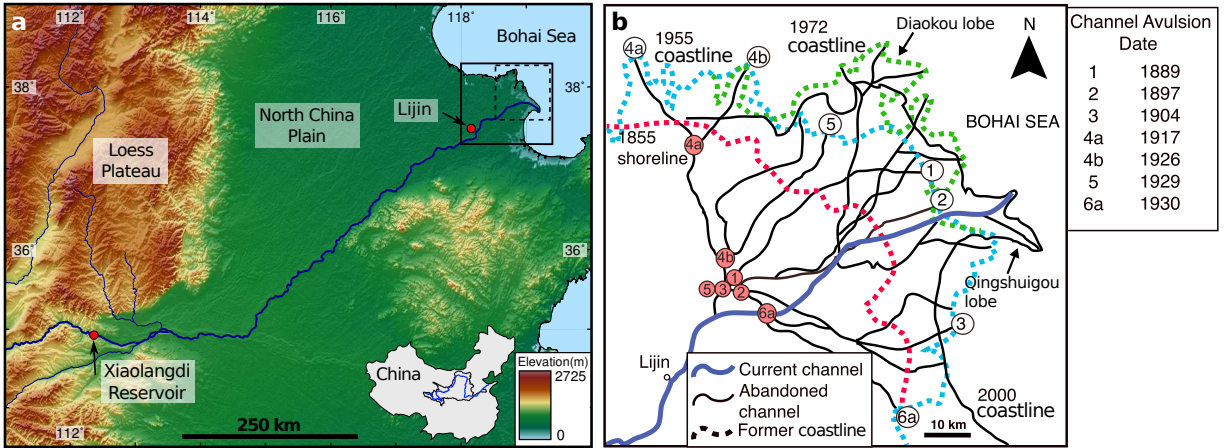 a
112
114
116
118
Bohai Sea
38
38
Lijin
North China
Plain
Loess
Plateau
36
36
Xiaolangdi
Reservoir
China
Elevation(m)
2725
0
112
250 km
b
4a
1955
coastline
4b
1972
coastline
Diaokou lobe
N
BOHAI SEA
5
1855
shoreline
4a
1
2
4b
1
5
3
2
6a
Qingshuigou
lobe
3
Lijin
Current channel
Abandoned
channel
Former coastline
6a
2000
coastline
10 km
Channel Avulsion
Date
1 1889
2 1897
3 1904
4a 1917
4b 1926
5 1929
6a 1930